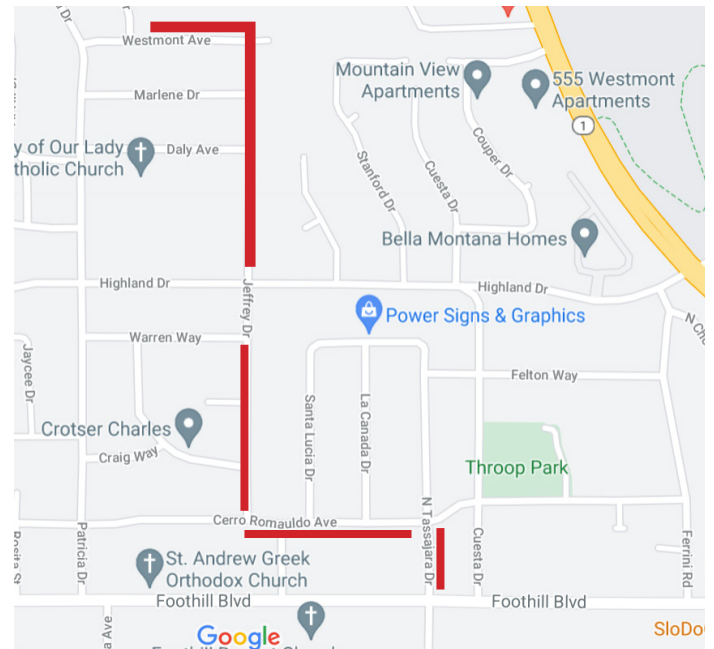 Westmont Ave
Mountain View
Apartments
555 Westmont
Apartments
Marlene Dr
1
y of Our Lady
tholic Church
Daly Ave
Stanford Dr
Cuesta Dr
Couper Dr
Bella Montana Homes
Highland Dr
Jeffrey Dr
Highland Dr
Power Signs & Graphics
Warren Way
Jaycee Dr
Felton Way
Santa Lucia Dr
La Canada Dr
Crotser Charles
Craig Way
Throop Park
N Tassajara Dr
Cerro Romauldo Ave
Patricia Dr
Cuesta Dr
Ferrini Rd
St. Andrew Greek
Orthodox Church
Foothill Blvd
Foothill Blvd
Google
SloDo